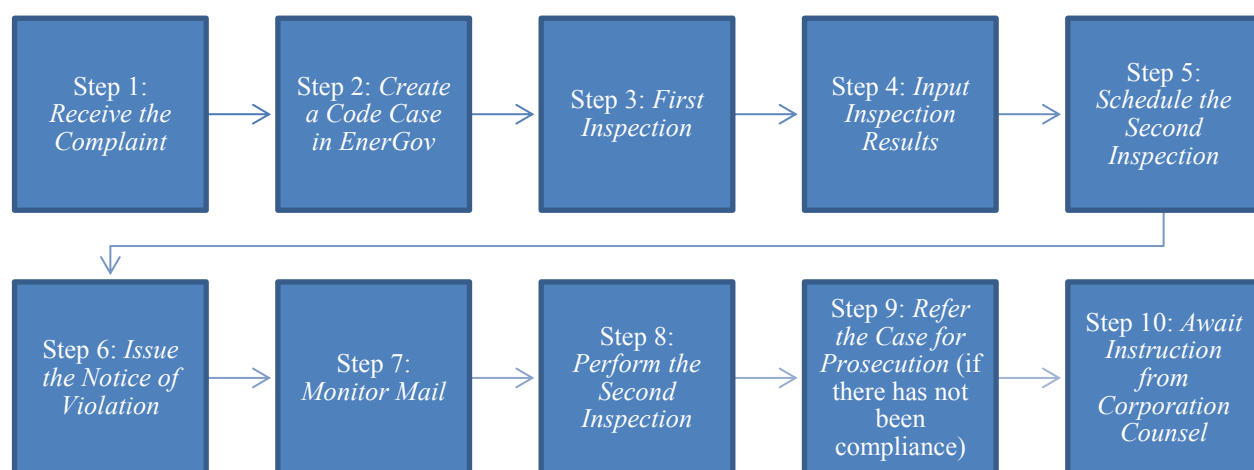 Step 1:
Receive the
Complaint
Step 2: Create
a Code Case
in EnerGov
Step 3: First
Inspection
Step 4: Input
Inspection
Results
Step 5:
Schedule the
Second
Inspection
Step 6: Issue
the Notice of
Violation
Step 7:
Monitor Mail
Step 8:
Perform the
Second
Inspection
Step 9: Refer
the Case for
Prosecution (if
there has not
been
compliance)
Step 10: Await
Instruction
from
Corporation
Counsel